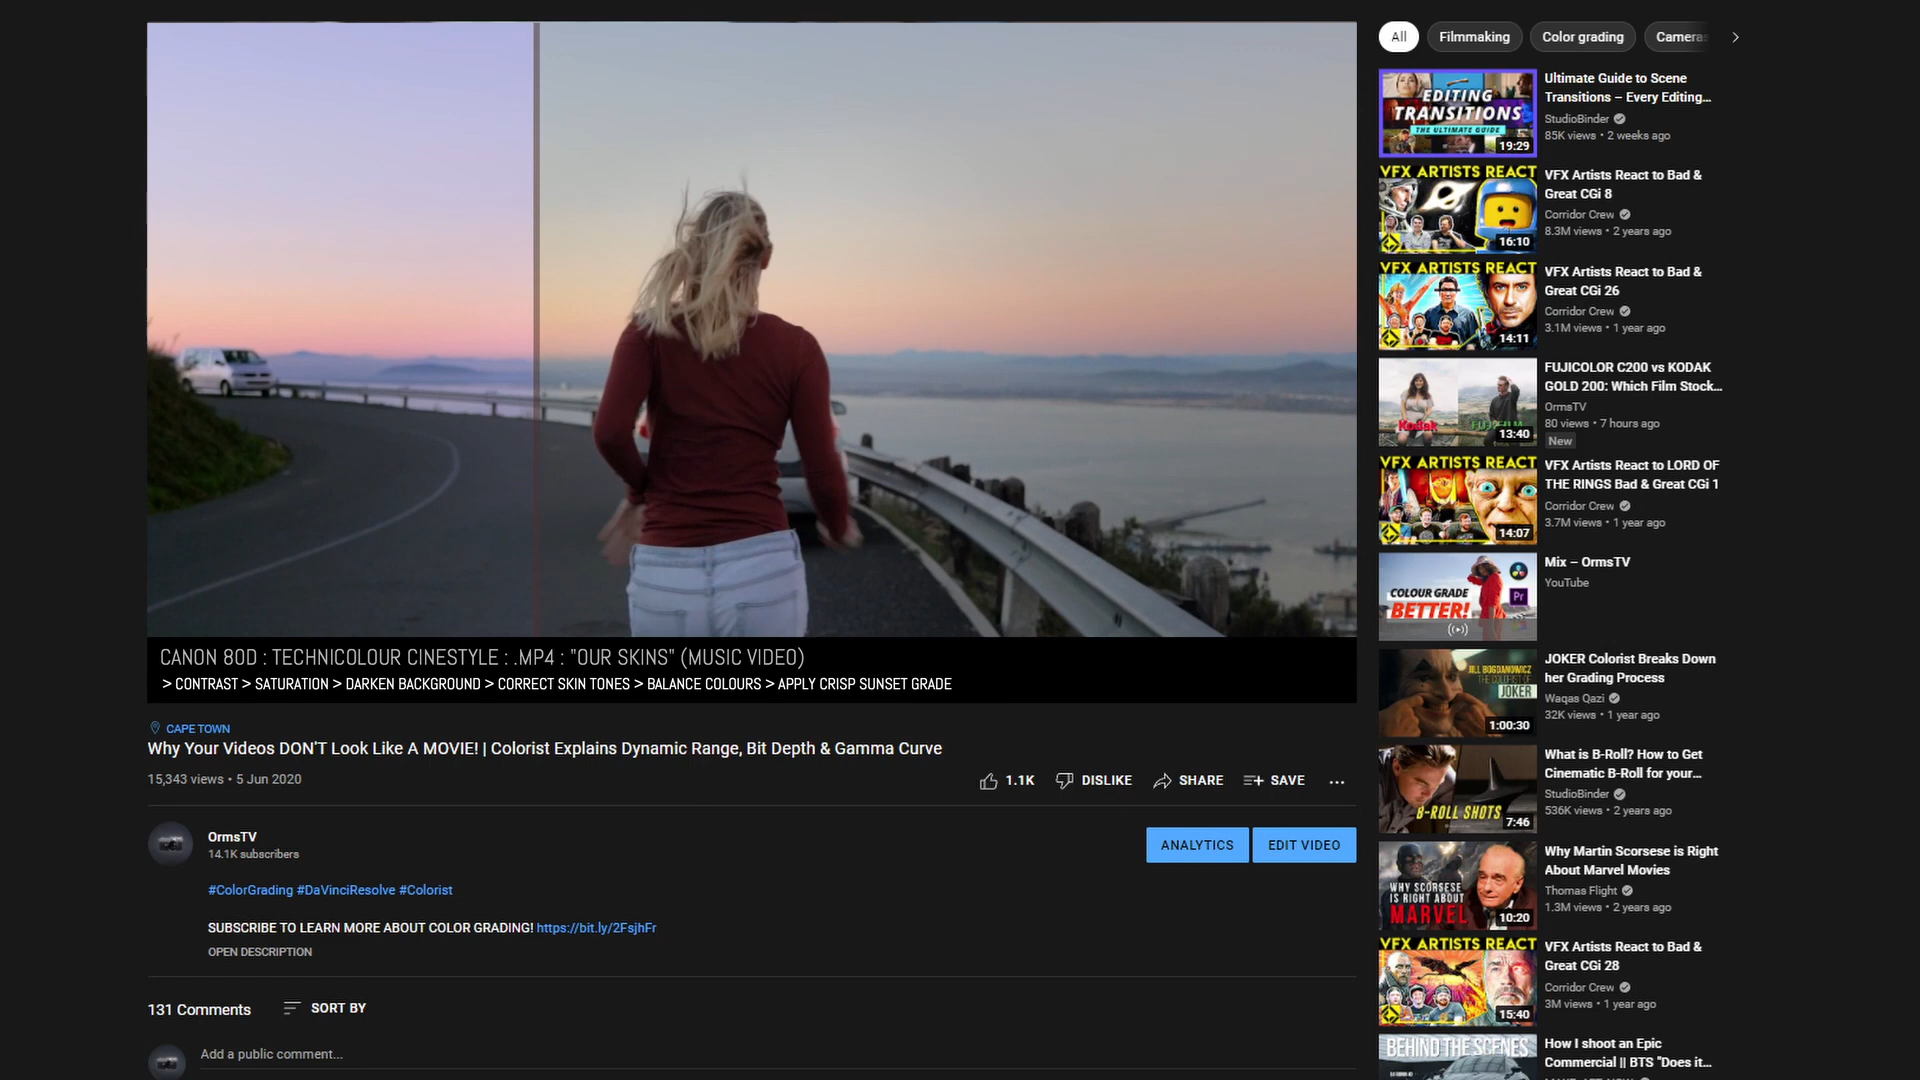 CANON 80D : TECHNICOLOUR CINESTYLE : .MP4 : "OUR SKINS" (MUSIC VIDEO)
> CONTRAST > SATURATION > DARKEN BACKGROUND > CORRECT SKIN TONES > BALANCE COLOURS > APPLY CRISP SUNSET GRADE
CAPE TOWN
Why Your Videos DON'T Look Like A MOVIE! | Colorist Explains Dynamic Range, Bit Depth & Gamma Curve
15,343 views • 5 Jun 2020
1.1K DISLIKE SHARE SAVE ...
OrmsTV
14.1K subscribers
ANALYTICS EDIT VIDEO
#ColorGrading #DaVinciResolve #Colorist
SUBSCRIBE TO LEARN MORE ABOUT COLOR GRADING! https://bit.ly/2FsjhFr
OPEN DESCRIPTION
131 Comments SORT BY
Add a public comment...
All Filmmaking Color grading Cameras
EDITING
TRANSITIONS
THE ULTIMATE GUIDE
19:29
Ultimate Guide to Scene
Transitions – Every Editing...
StudioBinder
85K views • 2 weeks ago
VFX ARTISTS REACT
16:10
VFX Artists React to Bad &
Great CGi 8
Corridor Crew
8.3M views • 2 years ago
VFX ARTISTS REACT
14:11
VFX Artists React to Bad &
Great CGi 26
Corridor Crew
3.1M views • 1 year ago
Kodak
13:40
FUJICOLOR C200 vs KODAK
GOLD 200: Which Film Stock...
OrmsTV
80 views • 7 hours ago
New
VFX ARTISTS REACT
14:07
VFX Artists React to LORD OF
THE RINGS Bad & Great CGi 1
Corridor Crew
3.7M views • 1 year ago
COLOUR GRADE
BETTER!
Pr
Mix – OrmsTV
YouTube
JILL BOGDANOWICZ
THE COLORIST OF
JOKER
1:00:30
JOKER Colorist Breaks Down
her Grading Process
Waqas Qazi
32K views • 1 year ago
B-ROLL SHOTS
7:46
What is B-Roll? How to Get
Cinematic B-Roll for your...
StudioBinder
536K views • 2 years ago
WHY SCORSESE
IS RIGHT ABOUT
MARVEL
10:20
Why Martin Scorsese is Right
About Marvel Movies
Thomas Flight
1.3M views • 2 years ago
VFX ARTISTS REACT
15:40
VFX Artists React to Bad &
Great CGi 28
Corridor Crew
3M views • 1 year ago
BEHIND THE SCENES
How I shoot an Epic
Commercial || BTS "Does it...